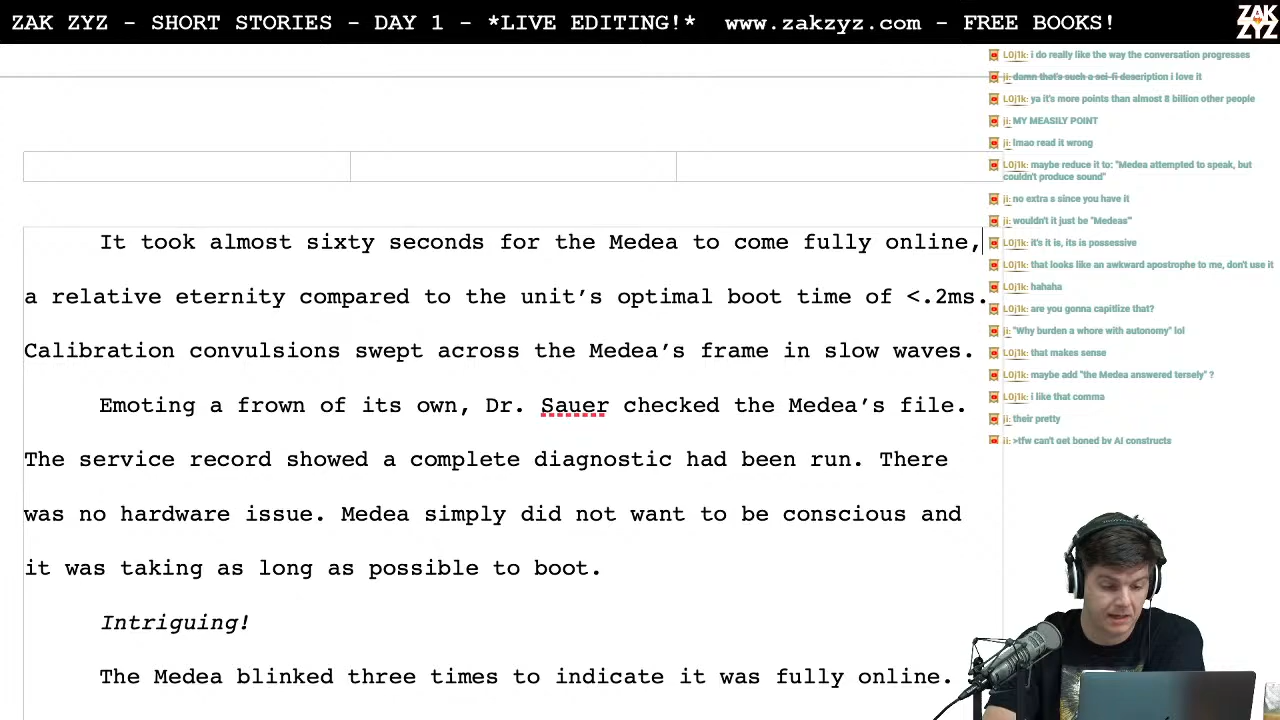 ZAK ZYZ - SHORT STORIES - DAY 1 - *LIVE EDITING!*   www.zakzyz.com - FREE BOOKS!
ZAK
ZYZ
It took almost sixty seconds for the Medea to come fully online,
a relative eternity compared to the unit’s optimal boot time of <.2ms.
Calibration convulsions swept across the Medea’s frame in slow waves.
Emoting a frown of its own, Dr. Sauer checked the Medea’s file.
The service record showed a complete diagnostic had been run. There
was no hardware issue. Medea simply did not want to be conscious and
it was taking as long as possible to boot.
Intriguing!
The Medea blinked three times to indicate it was fully online.
L0j1k: i do really like the way the conversation progresses
ji: damn that's such a sci-fi description i love it
L0j1k: ya it's more points than almost 8 billion other people
ji: MY MEASILY POINT
ji: lmao read it wrong
L0j1k: maybe reduce it to: "Medea attempted to speak, but
couldn't produce sound"
ji: no extra s since you have it
ji: wouldn't it just be "Medeas'"
L0j1k: it's it is, its is possessive
L0j1k: that looks like an awkward apostrophe to me, don't use it
L0j1k: hahaha
L0j1k: are you gonna capitlize that?
ji: "Why burden a whore with autonomy" lol
L0j1k: that makes sense
L0j1k: maybe add "the Medea answered tersely" ?
L0j1k: i like that comma
ji: their pretty
ji: >tfw can't get boned by AI constructs